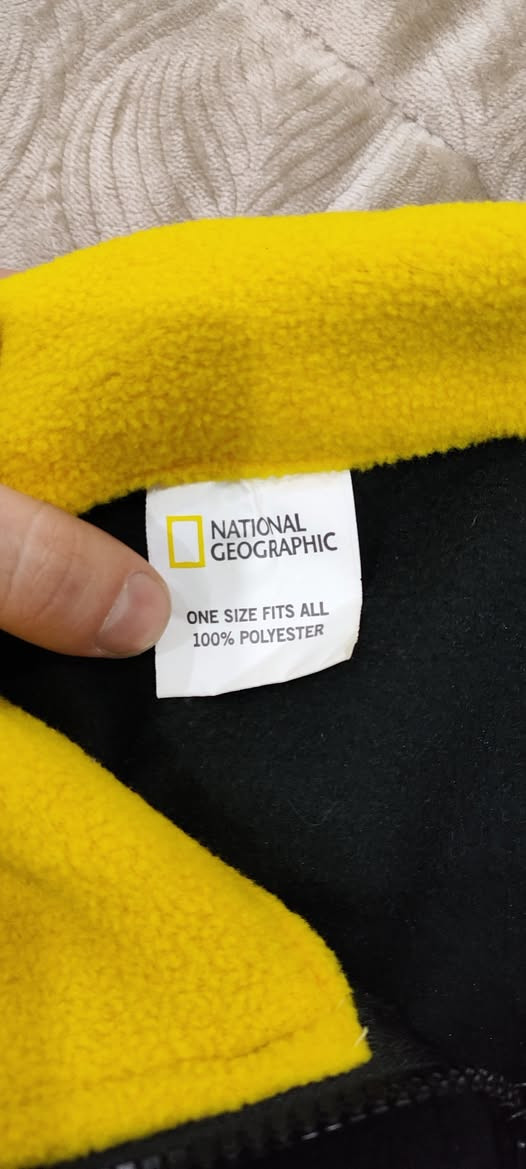 NATIONAL
GEOGRAPHIC
ONE SIZE FITS ALL
100% POLYESTER